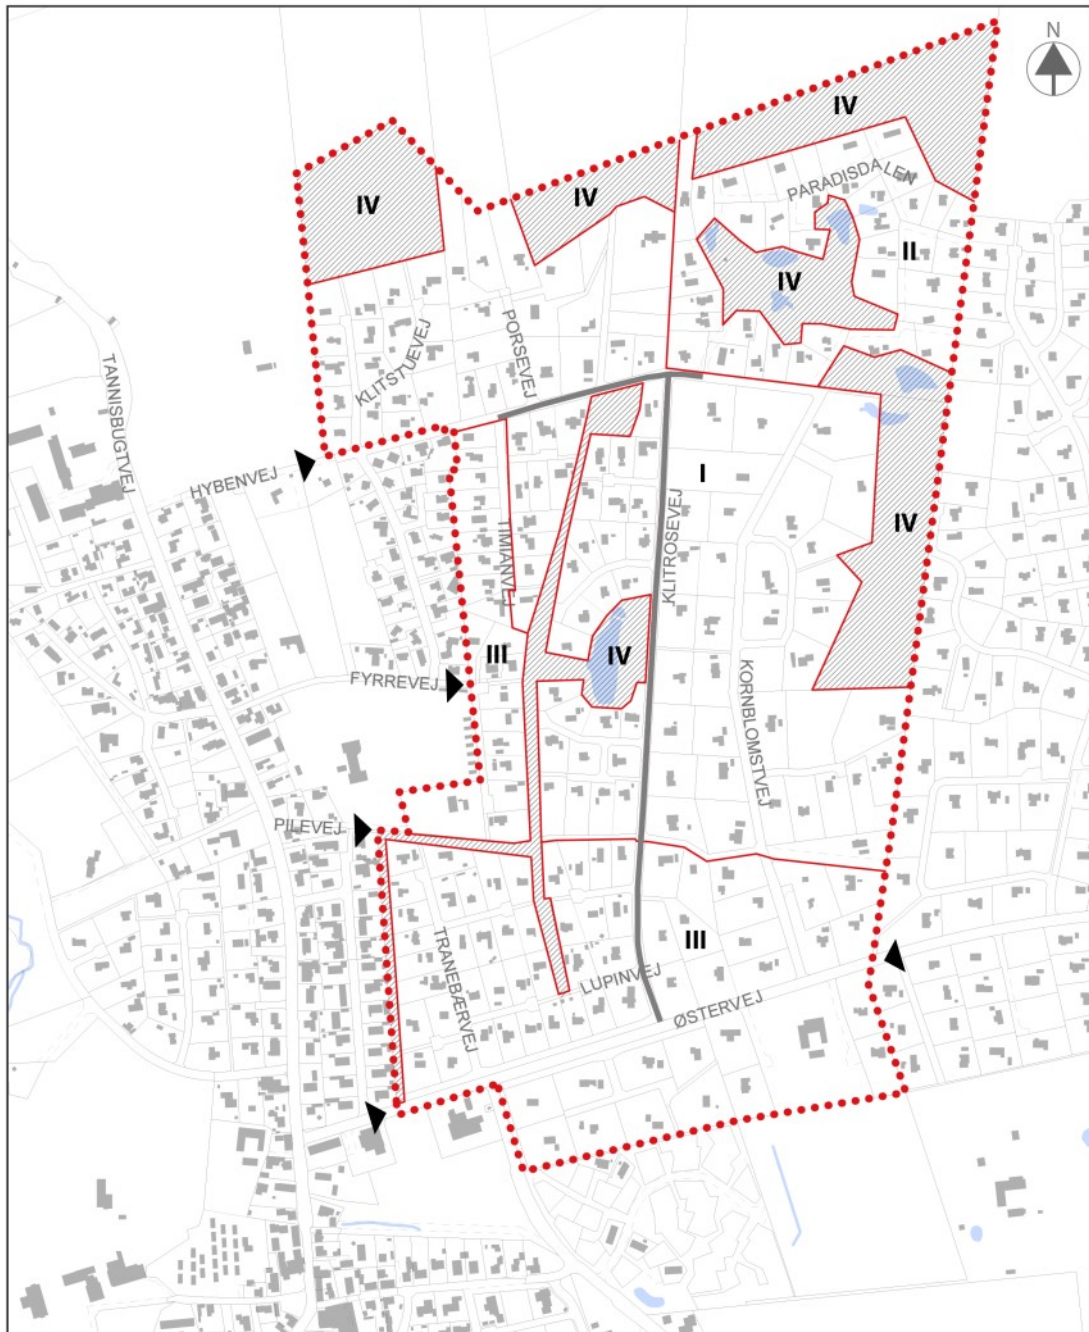 N
IV
IV
IV
IV
PARADISDALEN
II
IV
PORSEVEJ
KLITSTUEVEJ
TANNISBUGTVEJ
HYBENVEJ
I
IV
TIMIANVEJ
KLITROSEVEJ
III
IV
FYRREVEJ
KORNBLOMSTVEJ
PILEVEJ
III
TRANEBÆRVEJ
LUPINVEJ
ØSTERVEJ